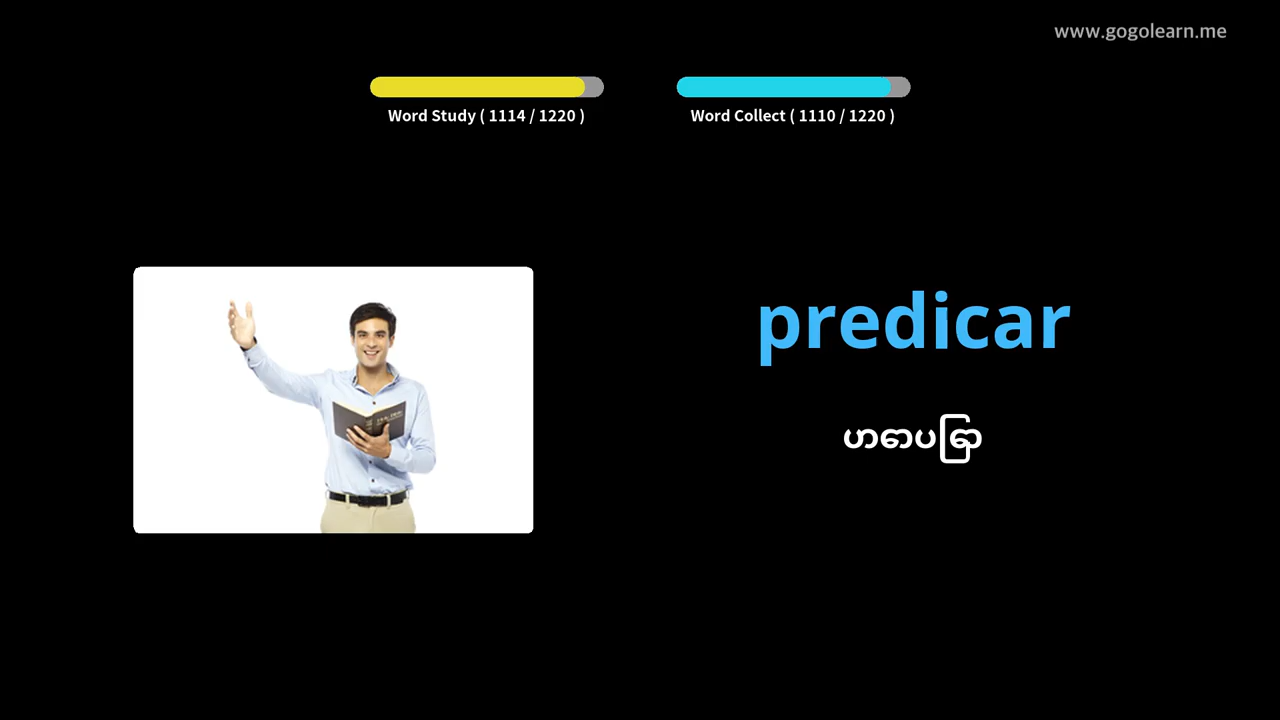 www.gogolearn.me
Word Study ( 1114 / 1220 )
Word Collect ( 1110 / 1220 )
predicar
ဟောပြော